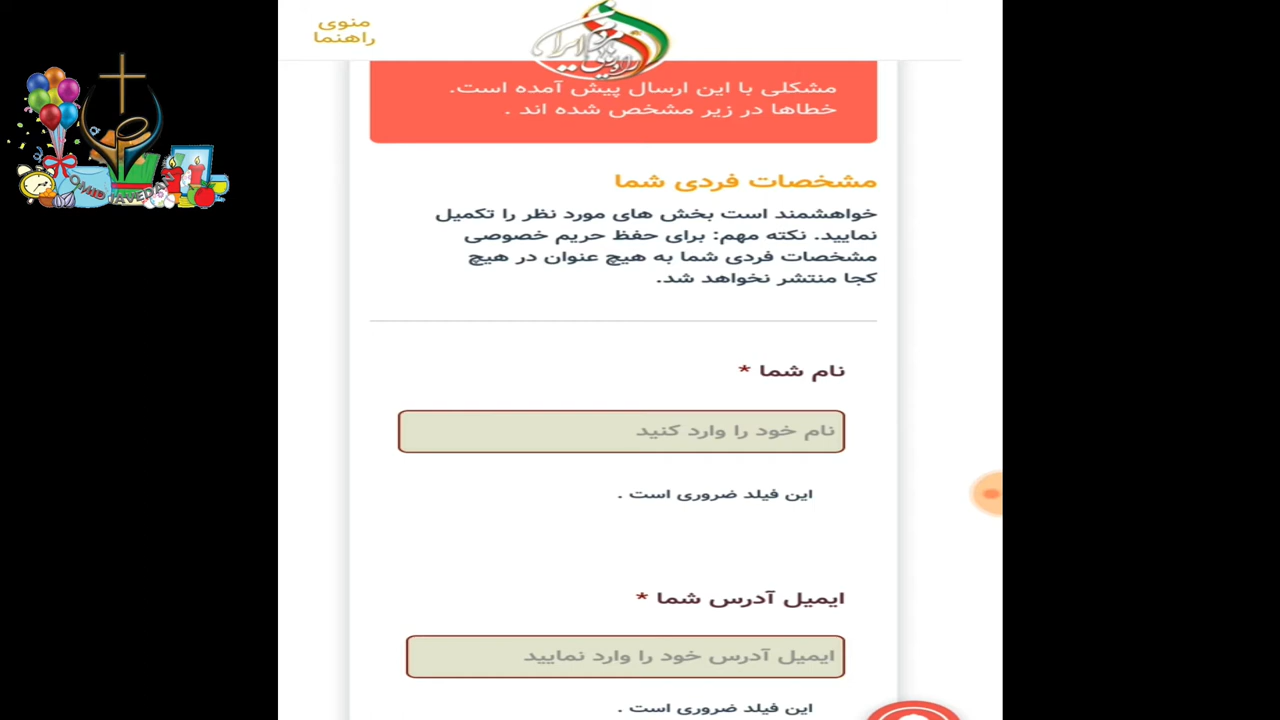 منوی
راهنما
مشکلی با این ارسال پیش آمده است.
خطاها در زیر مشخص شده اند .
مشخصات فردی شما
خواهشمند است بخش های مورد نظر را تکمیل
نمایید. نکته مهم: برای حفظ حریم خصوصی
مشخصات فردی شما به هیچ عنوان در هیچ
کجا منتشر نخواهد شد.
نام شما *
نام خود را وارد کنید
این فیلد ضروری است .
ایمیل آدرس شما *
ایمیل آدرس خود را وارد نمایید
این فیلد ضروری است .
OMID JAVEDAN